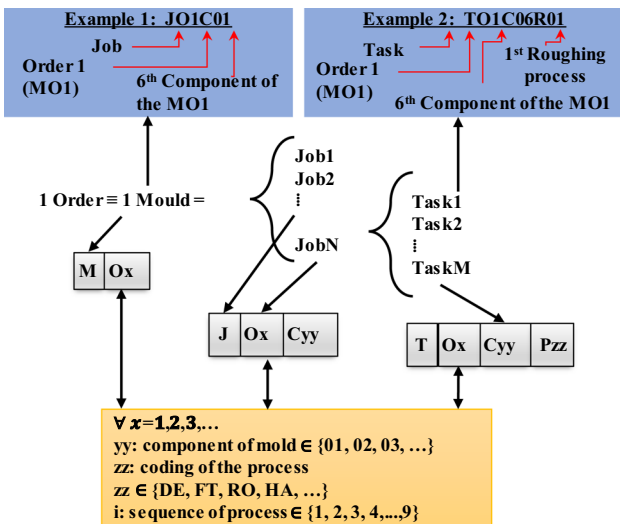 Example 1: JO1C01
Job
Order 1
(MO1)
6th Component of
the MO1
Example 2: TO1C06R01
Task
Order 1
(MO1)
1st Roughing
process
6th Component of the MO1
1 Order ≡ 1 Mould =
Job1
Job2
⋮
JobN
Task1
Task2
⋮
TaskM
M Ox
J Ox Cyy
T Ox Cyy Pzz
∀ x=1,2,3,...
yy: component of mold ∈ {01, 02, 03, ...}
zz: coding of the process
zz ∈ {DE, FT, RO, HA, ...}
i: sequence of process ∈ {1, 2, 3, 4,...,9}